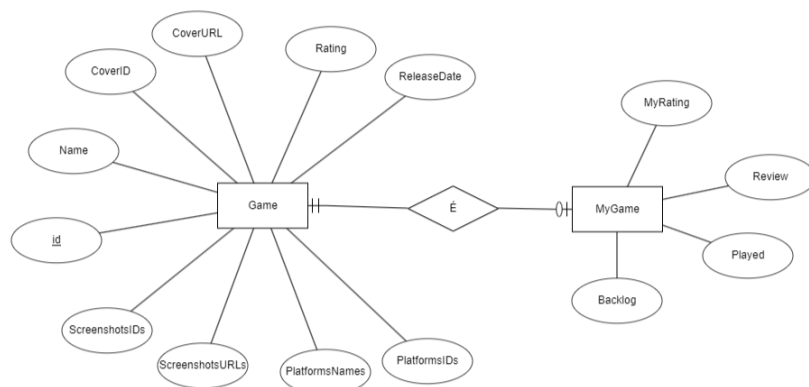 CoverURL
Rating
CoverID
ReleaseDate
MyRating
Name
Review
Game
É
MyGame
id
Played
Backlog
ScreenshotsIDs
ScreenshotsURLs
PlatformsNames
PlatformsIDs